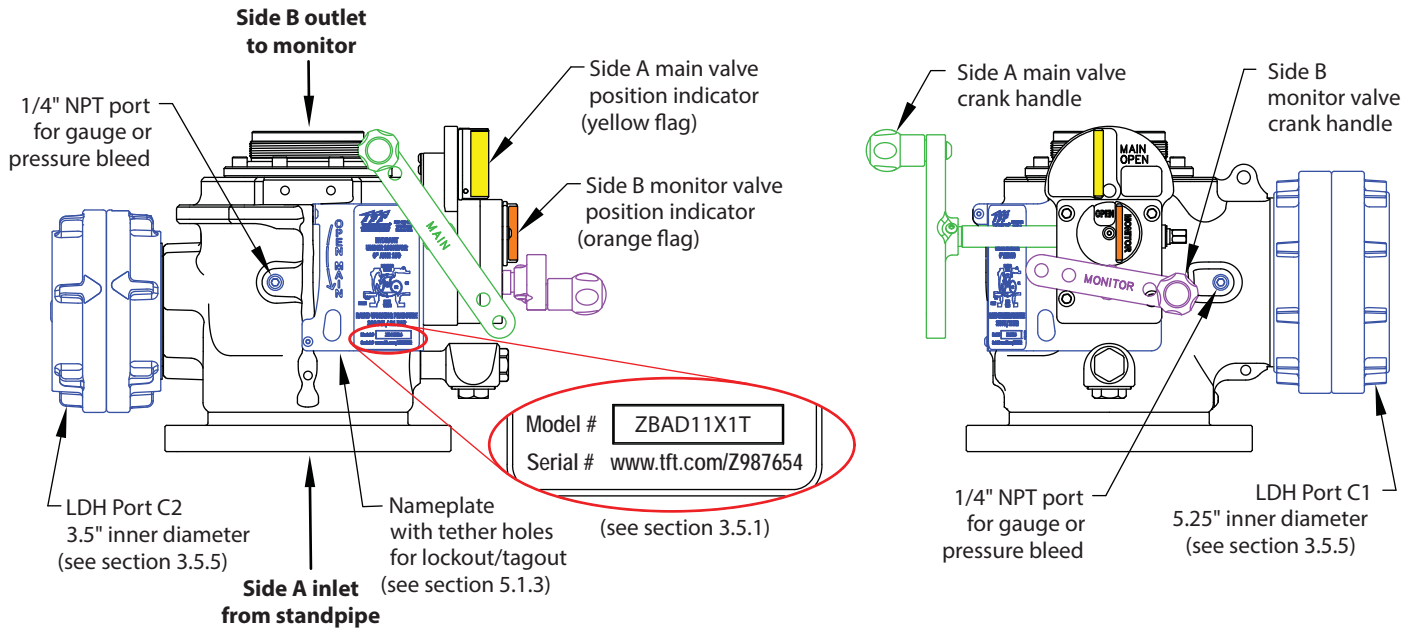 Side B outlet
to monitor
1/4" NPT port
for gauge or
pressure bleed
Side A main valve
position indicator
(yellow flag)
Side B monitor valve
position indicator
(orange flag)
MAIN
OPEN MAIN
Model # ZBAD11X1T
Serial # www.tft.com/Z987654
(see section 3.5.1)
LDH Port C2
3.5" inner diameter
(see section 3.5.5)
Nameplate
with tether holes
for lockout/tagout
(see section 5.1.3)
Side A inlet
from standpipe
Side A main valve
crank handle
Side B
monitor valve
crank handle
MAIN
OPEN
OPEN
MONITOR
MONITOR
1/4" NPT port
for gauge or
pressure bleed
LDH Port C1
5.25" inner diameter
(see section 3.5.5)